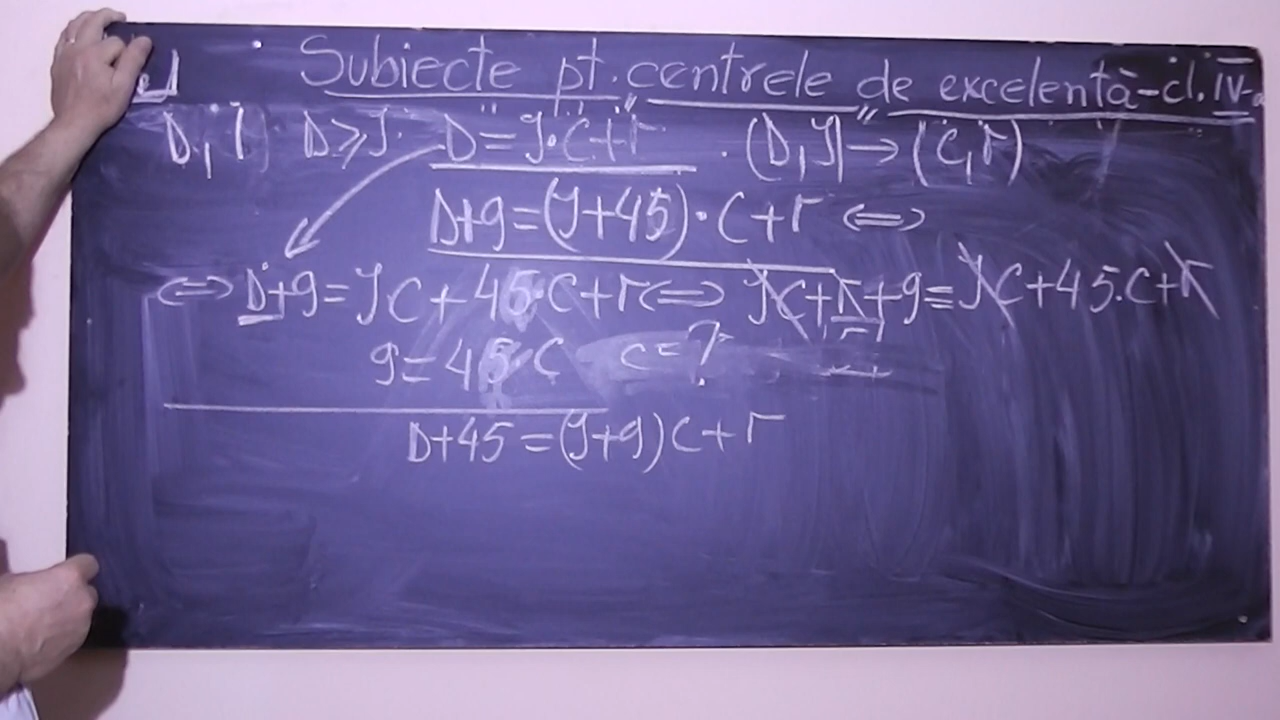 Subiecte pt. centrele de excelență-cl. IV-a
D, Î D ≥ Î. D = Î·C + r . (D, Î) → (C, r)
D+9 = (Î+45)·C + r ⇔
⇔ D+9 = ÎC + 45·C + r ⇔ ÎC + r + 9 = ÎC + 45·C + r
9 = 45·C C = ?
D+45 = (Î+9)C + r